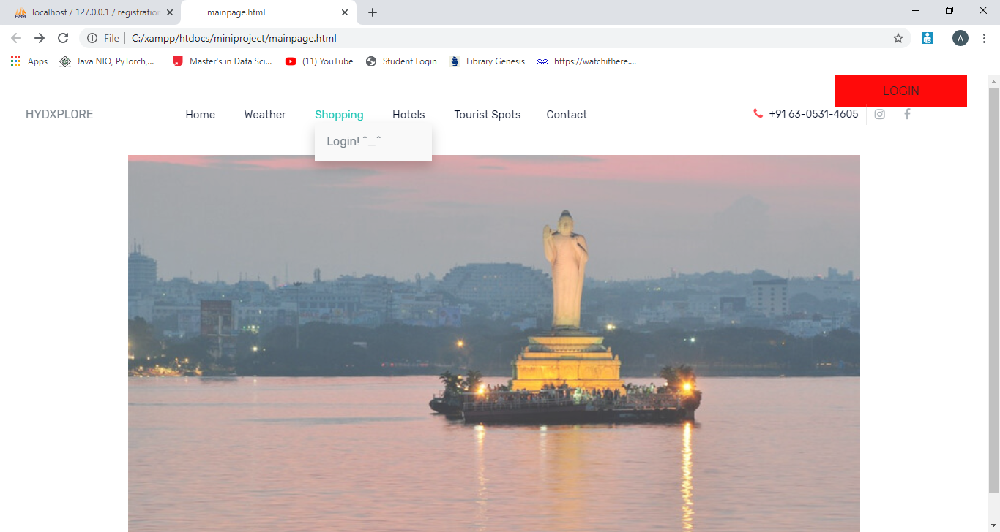 localhost / 127.0.0.1 / registration
mainpage.html
File
C:/xampp/htdocs/miniproject/mainpage.html
A
Apps
Java NIO, PyTorch,...
Master's in Data Sci...
(11) YouTube
Student Login
Library Genesis
https://watchithere....
LOGIN
HYDXPLORE
Home
Weather
Shopping
Hotels
Tourist Spots
Contact
+91 63-0531-4605
Login! ^_^